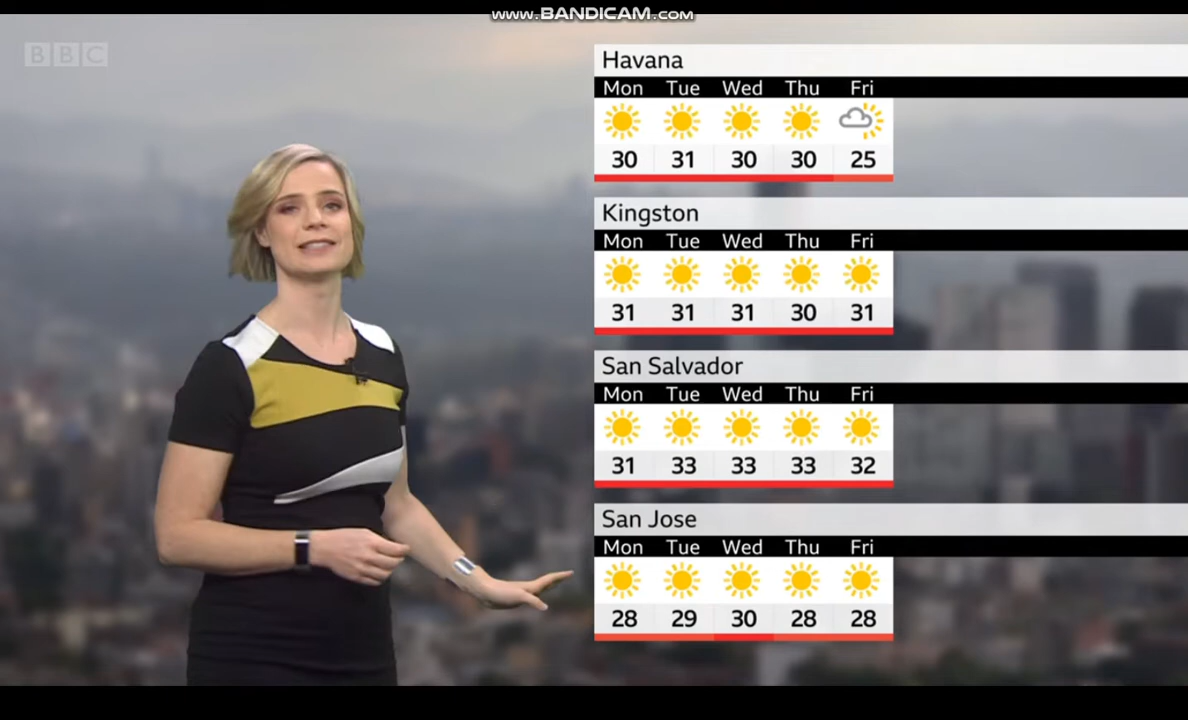 www.BANDICAM.com
BBC
Havana
Mon Tue Wed Thu Fri
30 31 30 30 25
Kingston
Mon Tue Wed Thu Fri
31 31 31 30 31
San Salvador
Mon Tue Wed Thu Fri
31 33 33 33 32
San Jose
Mon Tue Wed Thu Fri
28 29 30 28 28